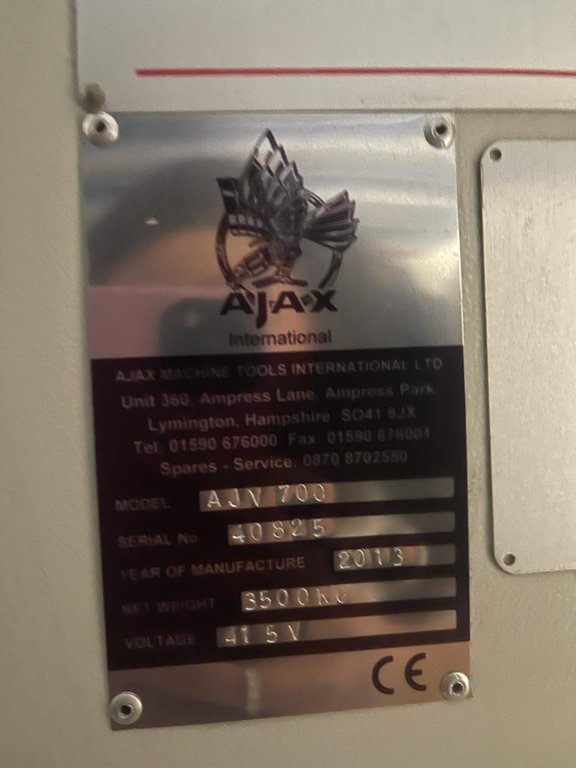 AJAX
International
AJAX MACHINE TOOLS INTERNATIONAL LTD
Unit 360, Ampress Lane, Ampress Park,
Lymington, Hampshire SO41 8JX
Tel: 01590 676000 Fax: 01590 676001
Spares - Service: 0870 8702590
MODEL AJV 700
SERIAL No. 40825
YEAR OF MANUFACTURE 2013
NET WEIGHT 3500KG
VOLTAGE 415V
CE